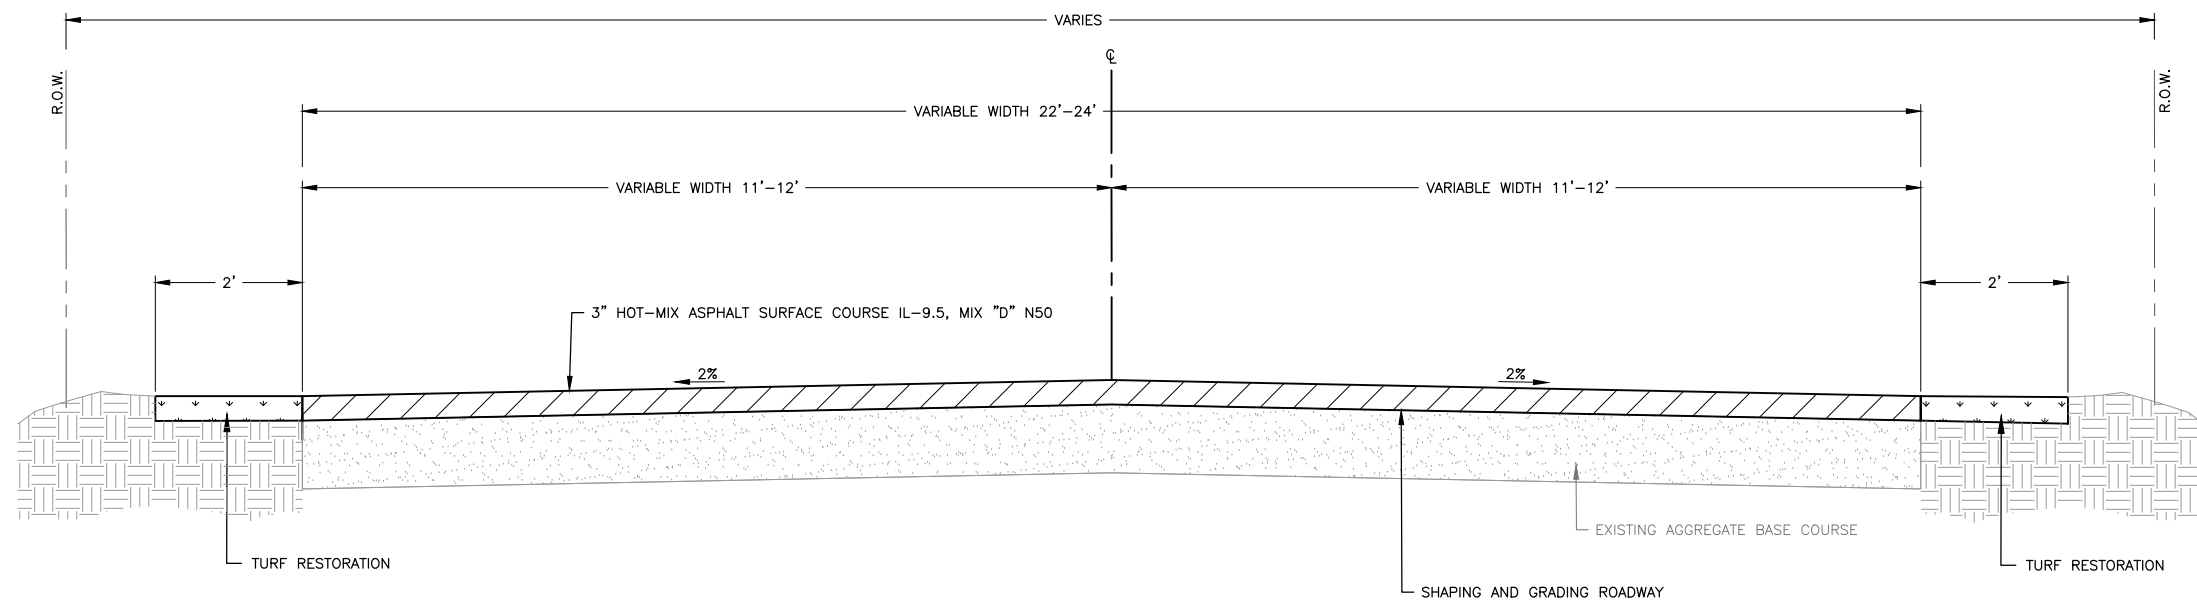 VARIES
℄
R.O.W.
R.O.W.
VARIABLE WIDTH 22'-24'
VARIABLE WIDTH 11'-12'
VARIABLE WIDTH 11'-12'
2'
2'
3" HOT-MIX ASPHALT SURFACE COURSE IL-9.5, MIX "D" N50
2%
2%
EXISTING AGGREGATE BASE COURSE
TURF RESTORATION
TURF RESTORATION
SHAPING AND GRADING ROADWAY